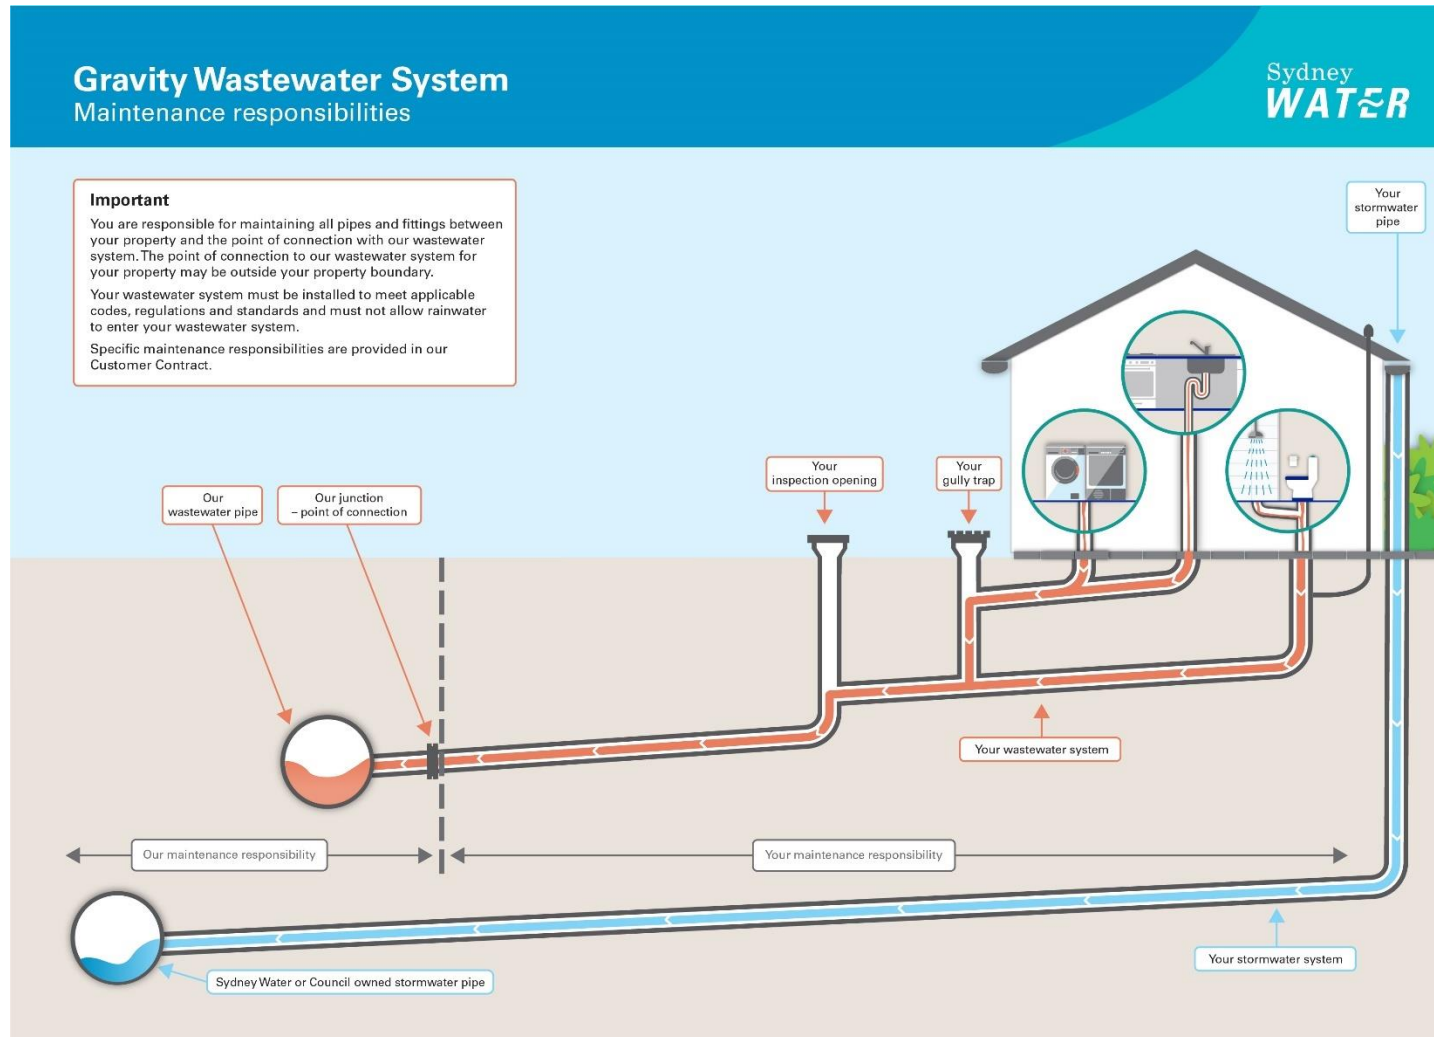 Gravity Wastewater System
Maintenance responsibilities
Sydney
WATER
Important
You are responsible for maintaining all pipes and fittings between
your property and the point of connection with our wastewater
system. The point of connection to our wastewater system for
your property may be outside your property boundary.
Your wastewater system must be installed to meet applicable
codes, regulations and standards and must not allow rainwater
to enter your wastewater system.
Specific maintenance responsibilities are provided in our
Customer Contract.
Your
stormwater
pipe
Your
inspection opening
Your
gully trap
Our
wastewater pipe
Our junction
– point of connection
Your wastewater system
Our maintenance responsibility
Your maintenance responsibility
Your stormwater system
Sydney Water or Council owned stormwater pipe